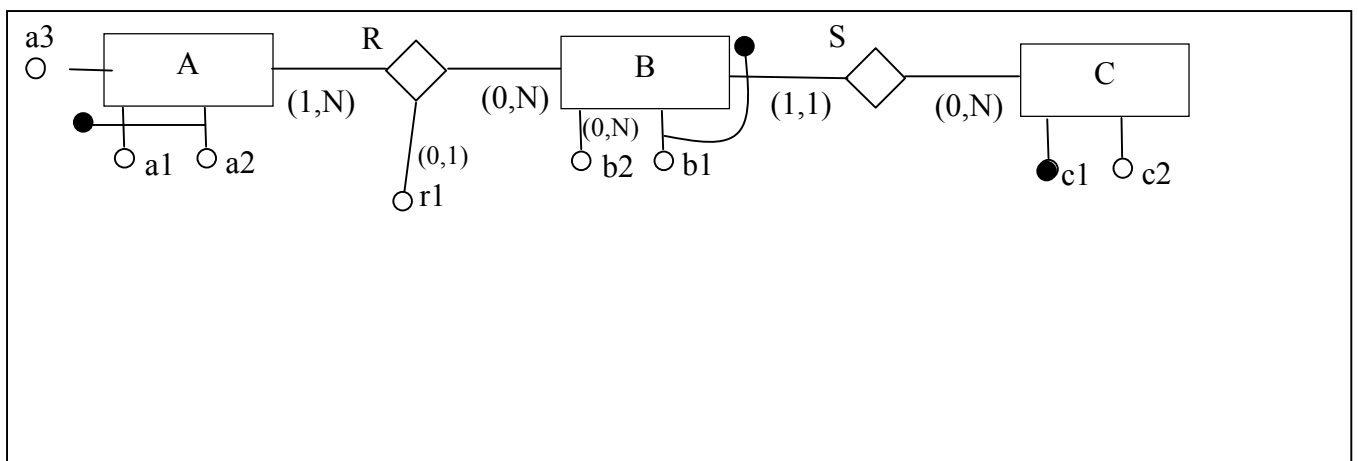 a3
A
R
B
S
C
(1,N)
(0,N)
(1,1)
(0,N)
a1
a2
(0,1)
r1
(0,N)
b2
b1
c1
c2